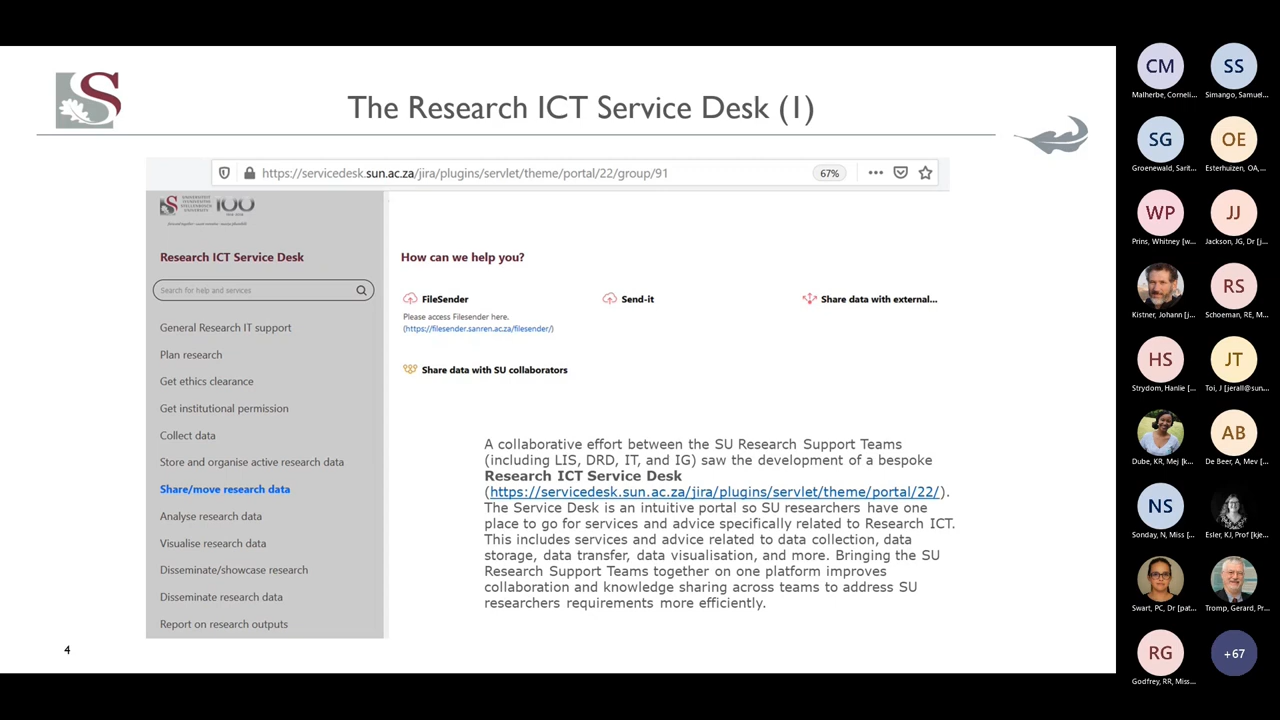 The Research ICT Service Desk (1)
https://servicedesk.sun.ac.za/jira/plugins/servlet/theme/portal/22/group/91
67%
100
Research ICT Service Desk
Search for help and services
General Research IT support
Plan research
Get ethics clearance
Get institutional permission
Collect data
Store and organise active research data
Share/move research data
Analyse research data
Visualise research data
Disseminate/showcase research
Disseminate research data
Report on research outputs
How can we help you?
FileSender
Please access Filesender here.
(https://filesender.sanren.ac.za/filesender/)
Send-it
Share data with external...
Share data with SU collaborators
A collaborative effort between the SU Research Support Teams
(including LIS, DRD, IT, and IG) saw the development of a bespoke
Research ICT Service Desk
(https://servicedesk.sun.ac.za/jira/plugins/servlet/theme/portal/22/).
The Service Desk is an intuitive portal so SU researchers have one
place to go for services and advice specifically related to Research ICT.
This includes services and advice related to data collection, data
storage, data transfer, data visualisation, and more. Bringing the SU
Research Support Teams together on one platform improves
collaboration and knowledge sharing across teams to address SU
researchers requirements more efficiently.
4
CM SS
Malherbe, Corneli... Simango, Samuel...
SG OE
Groenewald, Sarit... Esterhuizen, OA,...
WP JJ
Prins, Whitney [w... Jackson, JG, Dr [j...
RS
Kistner, Johann [j... Schoeman, RE, M...
HS JT
Strydom, Hanlie [... Toi, J [jerall@sun...
AB
Dube, KR, Mej [k... De Beer, A, Mev [...
NS
Sonday, N, Miss [... Esler, KJ, Prof [kje...
Swart, PC, Dr [pat... Tromp, Gerard, Pr...
RG +67
Godfrey, RR, Miss...